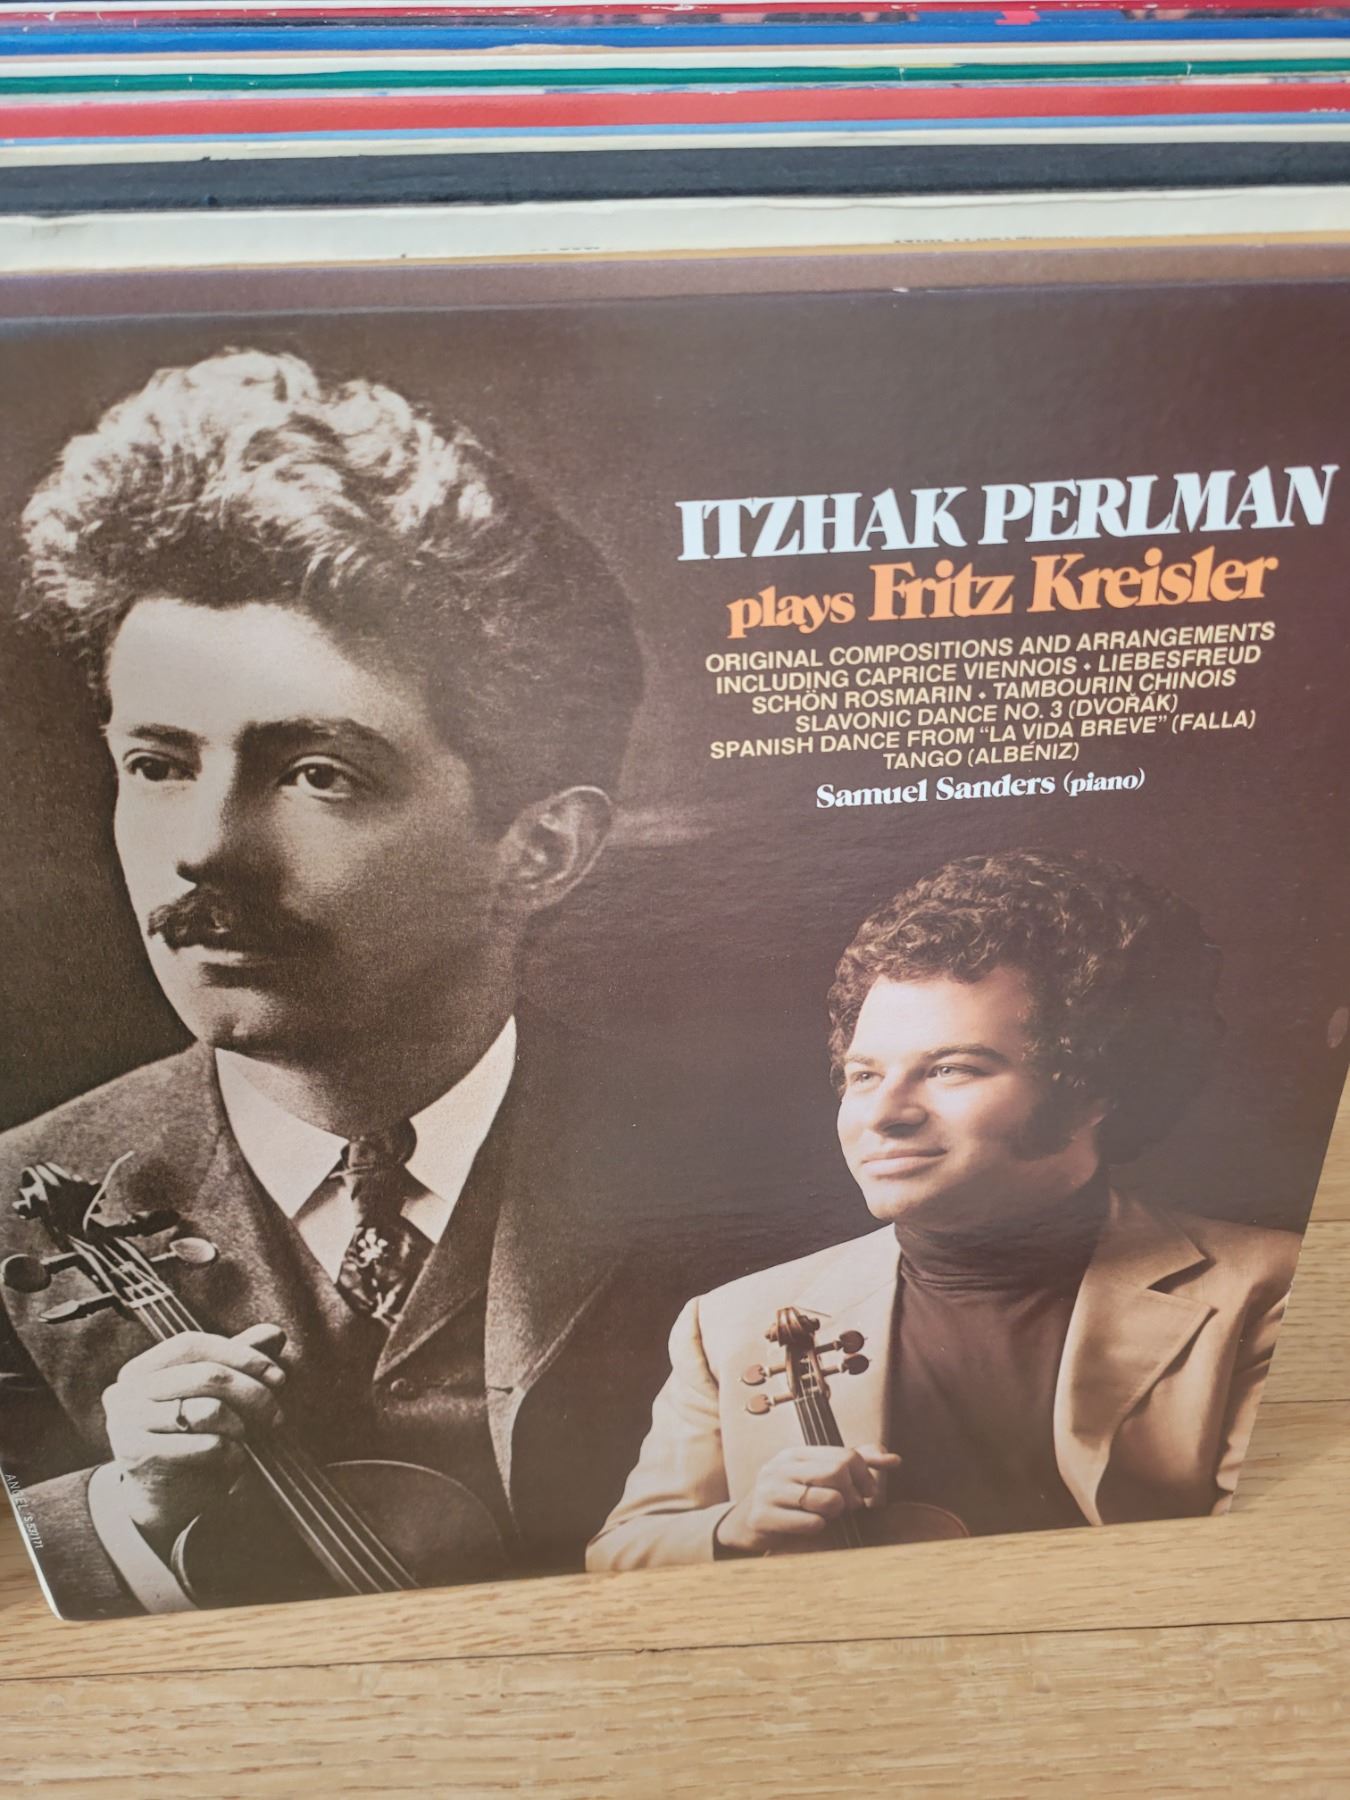 ITZHAK PERLMAN
plays Fritz Kreisler
ORIGINAL COMPOSITIONS AND ARRANGEMENTS
INCLUDING CAPRICE VIENNOIS • LIEBESFREUD
SCHÖN ROSMARIN • TAMBOURIN CHINOIS
SLAVONIC DANCE NO. 3 (DVOŘÁK)
SPANISH DANCE FROM “LA VIDA BREVE” (FALLA)
TANGO (ALBÉNIZ)
Samuel Sanders (piano)
ANGEL